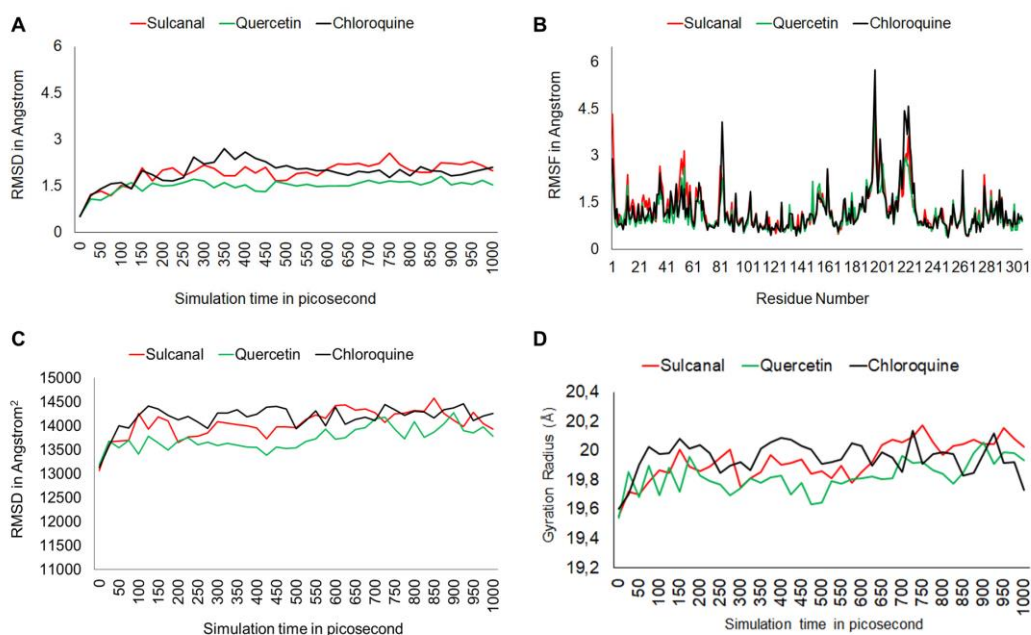 A
Sulcanal Quercetin Chloroquine
RMSD in Angstrom
6
4.5
3
1.5
0
0 50 100 150 200 250 300 350 400 450 500 550 600 650 700 750 800 850 900 950 1000
Simulation time in picosecond
B
Sulcanal Quercetin Chloroquine
RMSF in Angstrom
6
4.5
3
1.5
0
1 21 41 61 81 101 121 141 161 181 201 221 241 261 281 301
Residue Number
C
Sulcanal Quercetin Chloroquine
RMSD in Angstrom²
15000
14500
14000
13500
13000
12500
12000
11500
11000
0 50 100 150 200 250 300 350 400 450 500 550 600 650 700 750 800 850 900 950 1000
Simulation time in picosecond
D
Sulcanal Quercetin Chloroquine
Gyration Radius (Å)
20,4
20,2
20
19,8
19,6
19,4
19,2
0 50 100 150 200 250 300 350 400 450 500 550 600 650 700 750 800 850 900 950 1000
Simulation time in picosecond